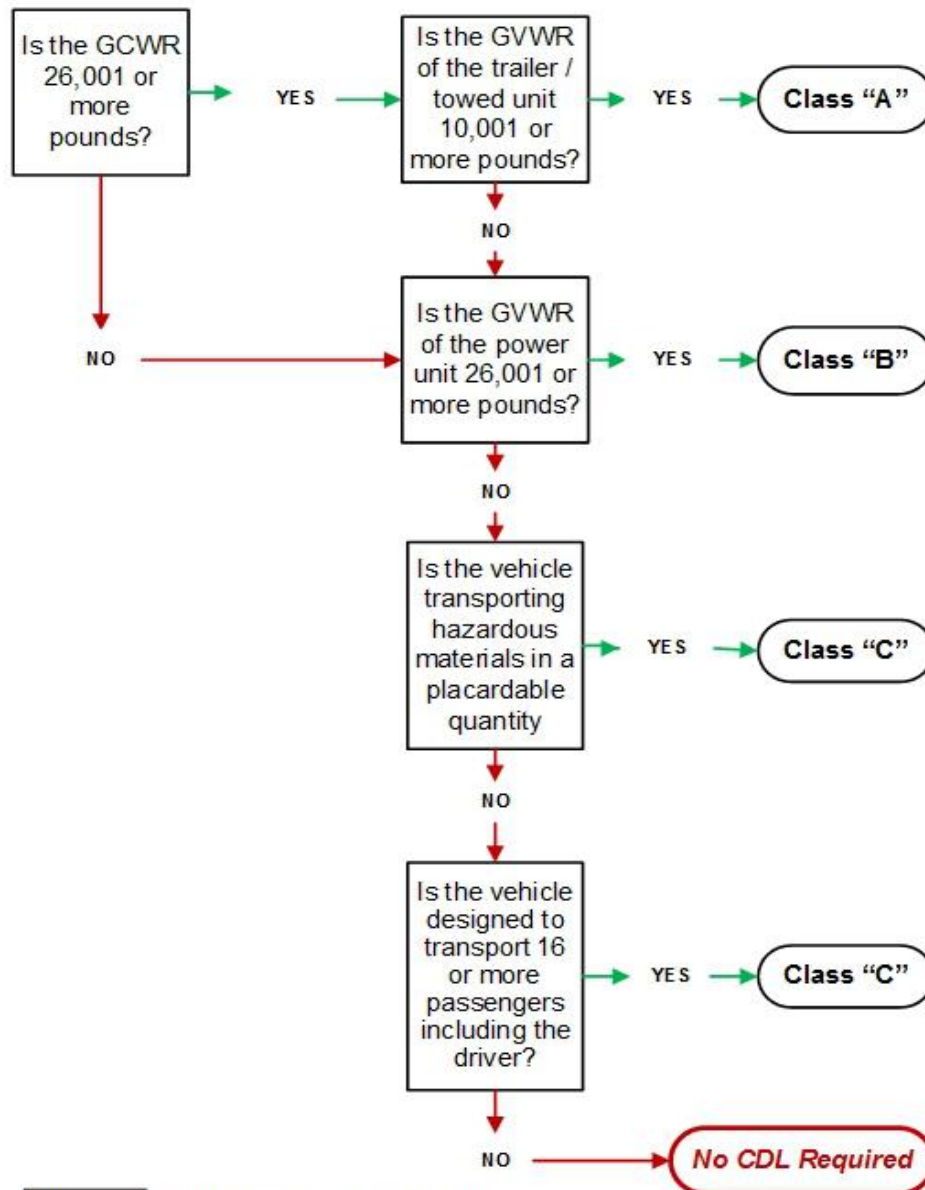 Is the GCWR
26,001 or
more
pounds?
YES
Is the GVWR
of the trailer /
towed unit
10,001 or
more pounds?
YES
Class “A”
NO
NO
Is the GVWR
of the power
unit 26,001 or
more pounds?
YES
Class “B”
NO
Is the vehicle
transporting
hazardous
materials in a
placardable
quantity
YES
Class “C”
NO
Is the vehicle
designed to
transport 16
or more
passengers
including the
driver?
YES
Class “C”
NO
No CDL Required